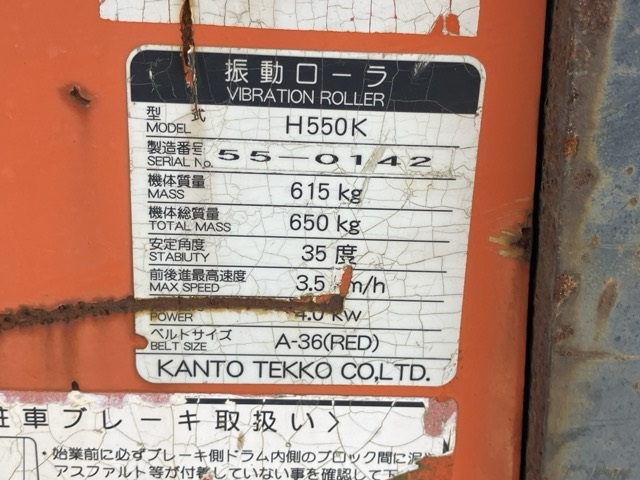 振動ローラ
VIBRATION ROLLER
型式 H550K
MODEL
製造番号 55-0142
SERIAL No.
機体質量 615 kg
MASS
機体総質量 650 kg
TOTAL MASS
安定角度 35 度
STABIUTY
前後進最高速度 3.5 m/h
MAX SPEED
4.0 kw
POWER
ベルトサイズ A-36(RED)
BELT SIZE
KANTO TEKKO CO,LTD.
駐車ブレーキ取扱い〉
・始業前に必ずブレーキ側ドラム内側のブロック間に泥
アスファルト等が付着していない事を確認して下